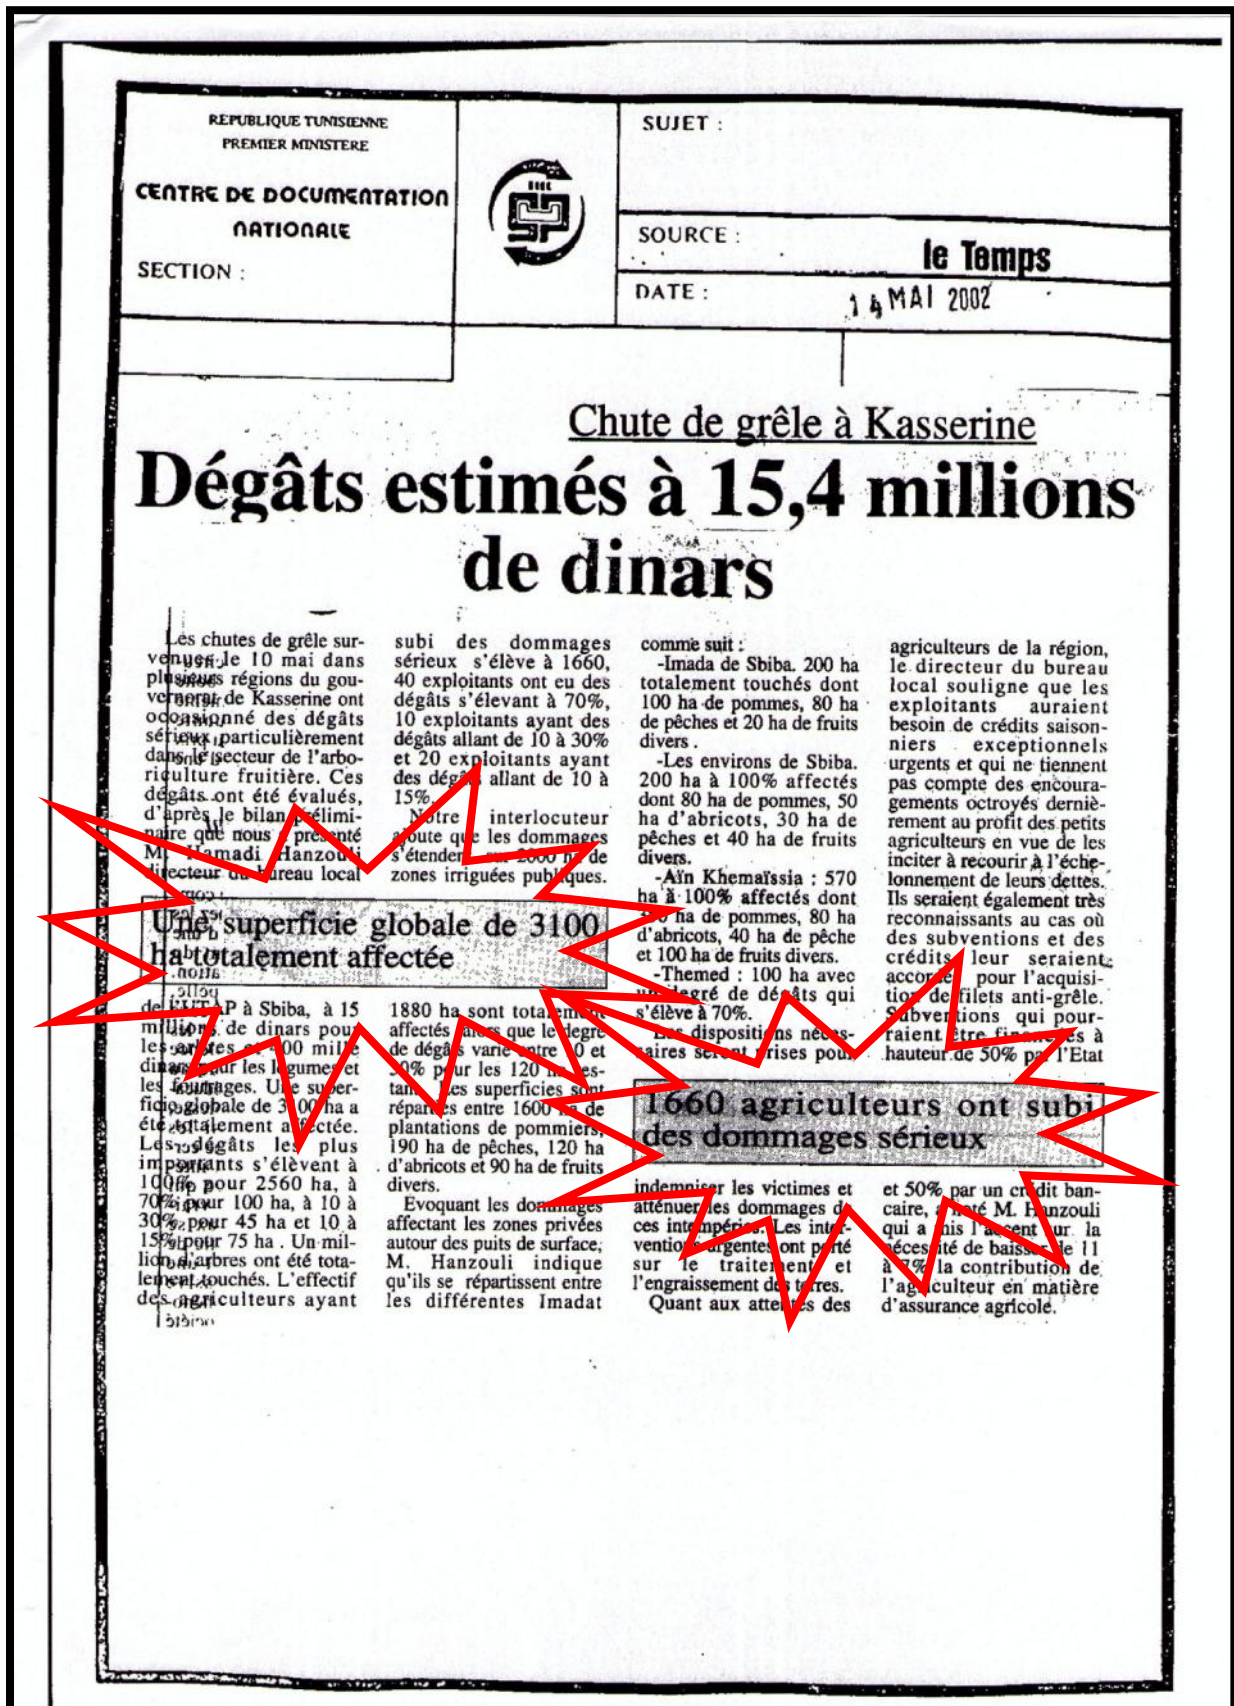 REPUBLIQUE TUNISIENNE
PREMIER MINISTERE
CENTRE DE DOCUMENTATION
NATIONALE
SECTION :
SUJET :
SOURCE :
le Temps
DATE :
14 MAI 2002
Chute de grêle à Kasserine
Dégâts estimés à 15,4 millions
de dinars
Les chutes de grêle sur-
venues le 10 mai dans
plusieurs régions du gou-
vernorat de Kasserine ont
occasionné des dégâts
sérieux particulièrement
dans le secteur de l'arbo-
riculture fruitière. Ces
dégâts ont été évalués,
d'après le bilan prélimi-
naire que nous a présenté
M. Hamadi Hanzouli
directeur du bureau local
Une superficie globale de 3100
ha totalement affectée
de à Sbiba, à 15
millions de dinars pour
les arbres et 400 mille
dinars pour les légumes et
les fourrages. Une super-
ficie globale de 3100 ha a
été totalement affectée.
Les dégâts les plus
importants s'élèvent à
100% pour 2560 ha, à
70% pour 100 ha, à 10 à
30% pour 45 ha et 10 à
15% pour 75 ha . Un mil-
lion d'arbres ont été tota-
lement touchés. L'effectif
des agriculteurs ayant
subi des dommages
sérieux s'élève à 1660,
40 exploitants ont eu des
dégâts s'élevant à 70%,
10 exploitants ayant des
dégâts allant de 10 à 30%
et 20 exploitants ayant
des dégâts allant de 10 à
15%.
Notre interlocuteur
ajoute que les dommages
s'étendent sur 2000 ha de
zones irriguées publiques.
1880 ha sont totalement
affectés alors que le degré
de dégâts varie entre et
pour les 120 ha res-
tants. Les superficies sont
réparties entre 1600 ha de
plantations de pommiers,
190 ha de pêches, 120 ha
d'abricots et 90 ha de fruits
divers.
Evoquant les dommages
affectant les zones privées
autour des puits de surface,
M. Hanzouli indique
qu'ils se répartissent entre
les différentes Imadat
comme suit :
-Imada de Sbiba. 200 ha
totalement touchés dont
100 ha de pommes, 80 ha
de pêches et 20 ha de fruits
divers .
-Les environs de Sbiba.
200 ha à 100% affectés
dont 80 ha de pommes, 50
ha d'abricots, 30 ha de
pêches et 40 ha de fruits
divers.
-Aïn Khemaïssia : 570
ha à 100% affectés dont
ha de pommes, 80 ha
d'abricots, 40 ha de pêche
et 100 ha de fruits divers.
-Themed : 100 ha avec
un degré de dégâts qui
s'élève à 70%.
Les dispositions néces-
saires seront prises pour
indemniser les victimes et
atténuer les dommages de
ces intempéries. Les inter-
ventions urgentes ont porté
sur le traitement et
l'engraissement des terres.
Quant aux attentes des
agriculteurs de la région,
le directeur du bureau
local souligne que les
exploitants auraient
besoin de crédits saison-
niers exceptionnels
urgents et qui ne tiennent
pas compte des encoura-
gements octroyés derniè-
rement au profit des petits
agriculteurs en vue de les
inciter à recourir à l'éche-
lonnement de leurs dettes.
Ils seraient également très
reconnaissants au cas où
des subventions et des
crédits leur seraient
accordés pour l'acquisi-
tion de filets anti-grêle.
Subventions qui pour-
raient être financées à
hauteur de 50% par l'Etat
1660 agriculteurs ont subi
des dommages sérieux
et 50% par un crédit ban-
caire, a noté M. Hanzouli
qui a mis l'accent sur la
nécessité de baisser de 11
à 7% la contribution de
l'agriculteur en matière
d'assurance agricole.